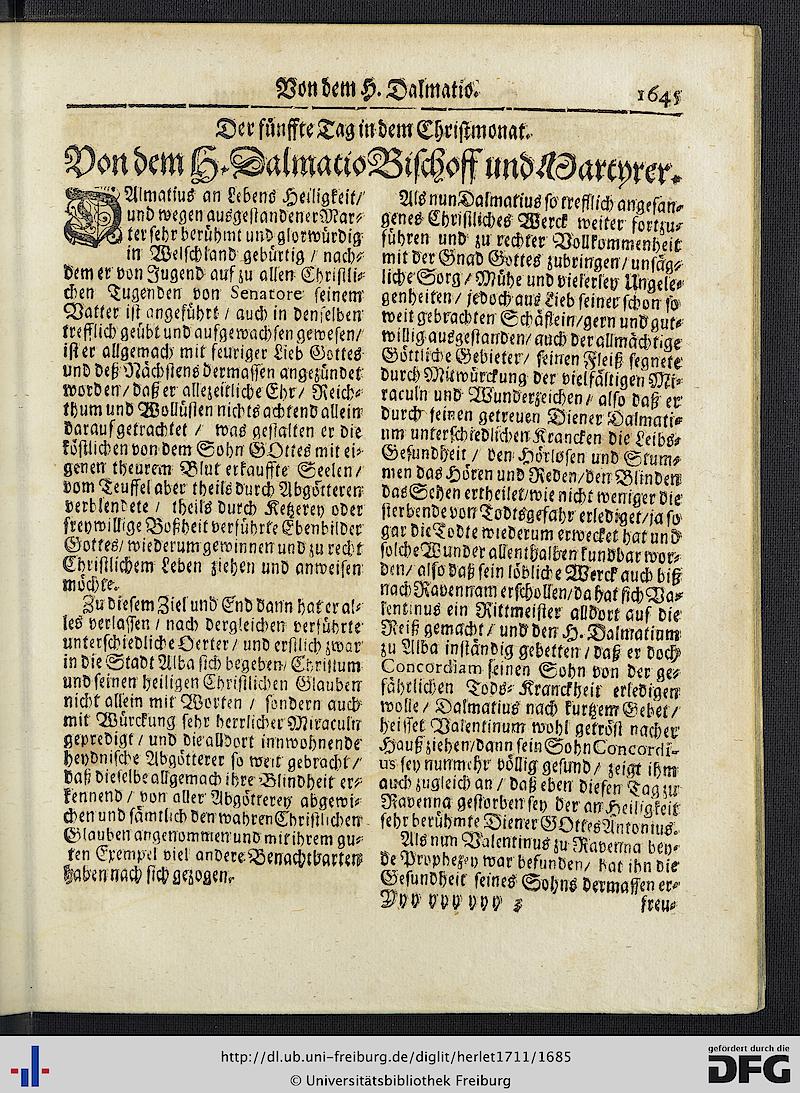 Von dem H. Dalmatio.
1645
Der fünffte Tag in dem Christmonat.
Von dem H. Dalmatio Bischoff und Martyrer.
DAlmatius an Lebens Heiligkeit/
und wegen ausgestandener Mar-
ter sehr berühmt und glorwürdig
in Welschland gebürtig / nach-
dem er von Jugend auf zu allen Christli-
chen Tugenden von Senatore seinem
Vatter ist angeführt / auch in denselben
trefflich geübt und aufgewachsen gewesen/
ist er allgemach mit feuriger Lieb Gottes
und deß Nächstens dermassen angezündet
worden / daß er alle zeitliche Ehr / Reich-
thum und Wollüsten nichts achtend allein
darauf getrachtet / was gestalten er die
köstlichen von dem Sohn GOttes mit ei-
genen theurem Blut erkauffte Seelen /
vom Teuffel aber theils durch Abgötteren
verblendete / theils durch Ketzerey oder
freywillige Boßheit verführte Ebenbilder
Gottes / wiederum gewinnen und zu recht
Christlichem Leben ziehen und anweisen
möchte.
Zu diesem Ziel und End dann hat er al-
les verlassen / nach dergleichen verführte
unterschiedliche Oerter / und erstlich zwar
in die Stadt Alba sich begeben / Christum
und seinen heiligen Christlichen Glauben
nicht allein mit Worten / sondern auch
mit Würckung sehr herrlicher Miraculn
gepredigt / und die alldort innwohnende
heydnische Abgötterer so weit gebracht /
daß dieselbe allgemach ihre Blindheit er-
kennend / von aller Abgötterey abgewi-
chen und sämtlich den wahren Christlichen
Glauben angenommen und mit ihrem gu-
ten Exempel viel andere Benachtbarten
haben nach sich gezogen.
Als nun Dalmatius so trefflich angefan-
genes Christliches Werck weiter fortzu-
führen und zu rechter Vollkommenheit
mit der Gnad Gottes zubringen / unsäg-
liche Sorg / Mühe und vielerley Ungele-
genheiten / jedoch aus Lieb seiner schon so
weit gebrachten Schäflein / gern und gut-
willig ausgestanden / auch der allmächtige
Göttliche Gebieter / seinen Fleiß segnete
durch Mitwürckung der vielfältigen Mi-
raculn und Wunderzeichen / also daß er
durch seinen getreuen Diener Dalmati-
um unterschiedlichen Krancken die Leibs-
Gesundheit / den Hörlosen und Stum-
men das Hören und Reden / den Blinden
das Sehen ertheilet / wie nicht weniger die
sterbende von Todtsgefahr erlediget / ja so
gar die Todte wiederum erwecket hat und
solche Wunder allenthalben kundbar wor-
den / also daß sein löbliche Werck auch biß
nach Ravennam erschollen / da hat sich Va-
lentinus ein Rittmeister alldort auf die
Reiß gemacht / und den H. Dalmatium
zu Alba inständig gebetten / daß er doch
Concordiam seinen Sohn von der ge-
fährlichen Tods-Kranckheit erledigen
wolle / Dalmatius nach kurtzem Gebet /
heisset Valentinum wohl getröst nacher
Hauß ziehen / dann sein Sohn Concordi-
us sey nunmehr völlig gesund / zeigt ihm
auch zugleich an / daß eben diesen Tag zu
Ravenna gestorben sey der an Heiligkeit
sehr berühmte Diener GOttes Antonius.
Als nun Valentinus zu Ravenna bey-
de Prophezey war befunden / hat ihn die
Gesundheit seines Sohns dermassen er-
Yyy yyy yyy 3 freu-
http://dl.ub.uni-freiburg.de/diglit/herlet1711/1685
© Universitätsbibliothek Freiburg
gefördert durch die
DFG